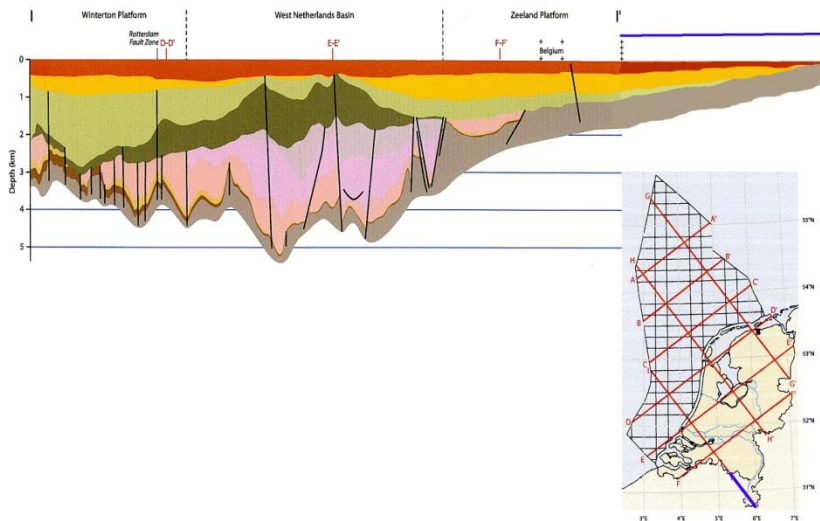 I
Winterton Platform
West Netherlands Basin
Zeeland Platform
I'
Rotterdam
Fault Zone
D-D'
E-E'
F-F'
Belgium
0
1
2
3
4
5
Depth (km)
G
A'
H
A
B'
C'
B
D'
C
I
E'
G'
F'
D
H'
E
F
55°N
54°N
53°N
52°N
51°N
3°E
4°E
5°E
6°E
7°E